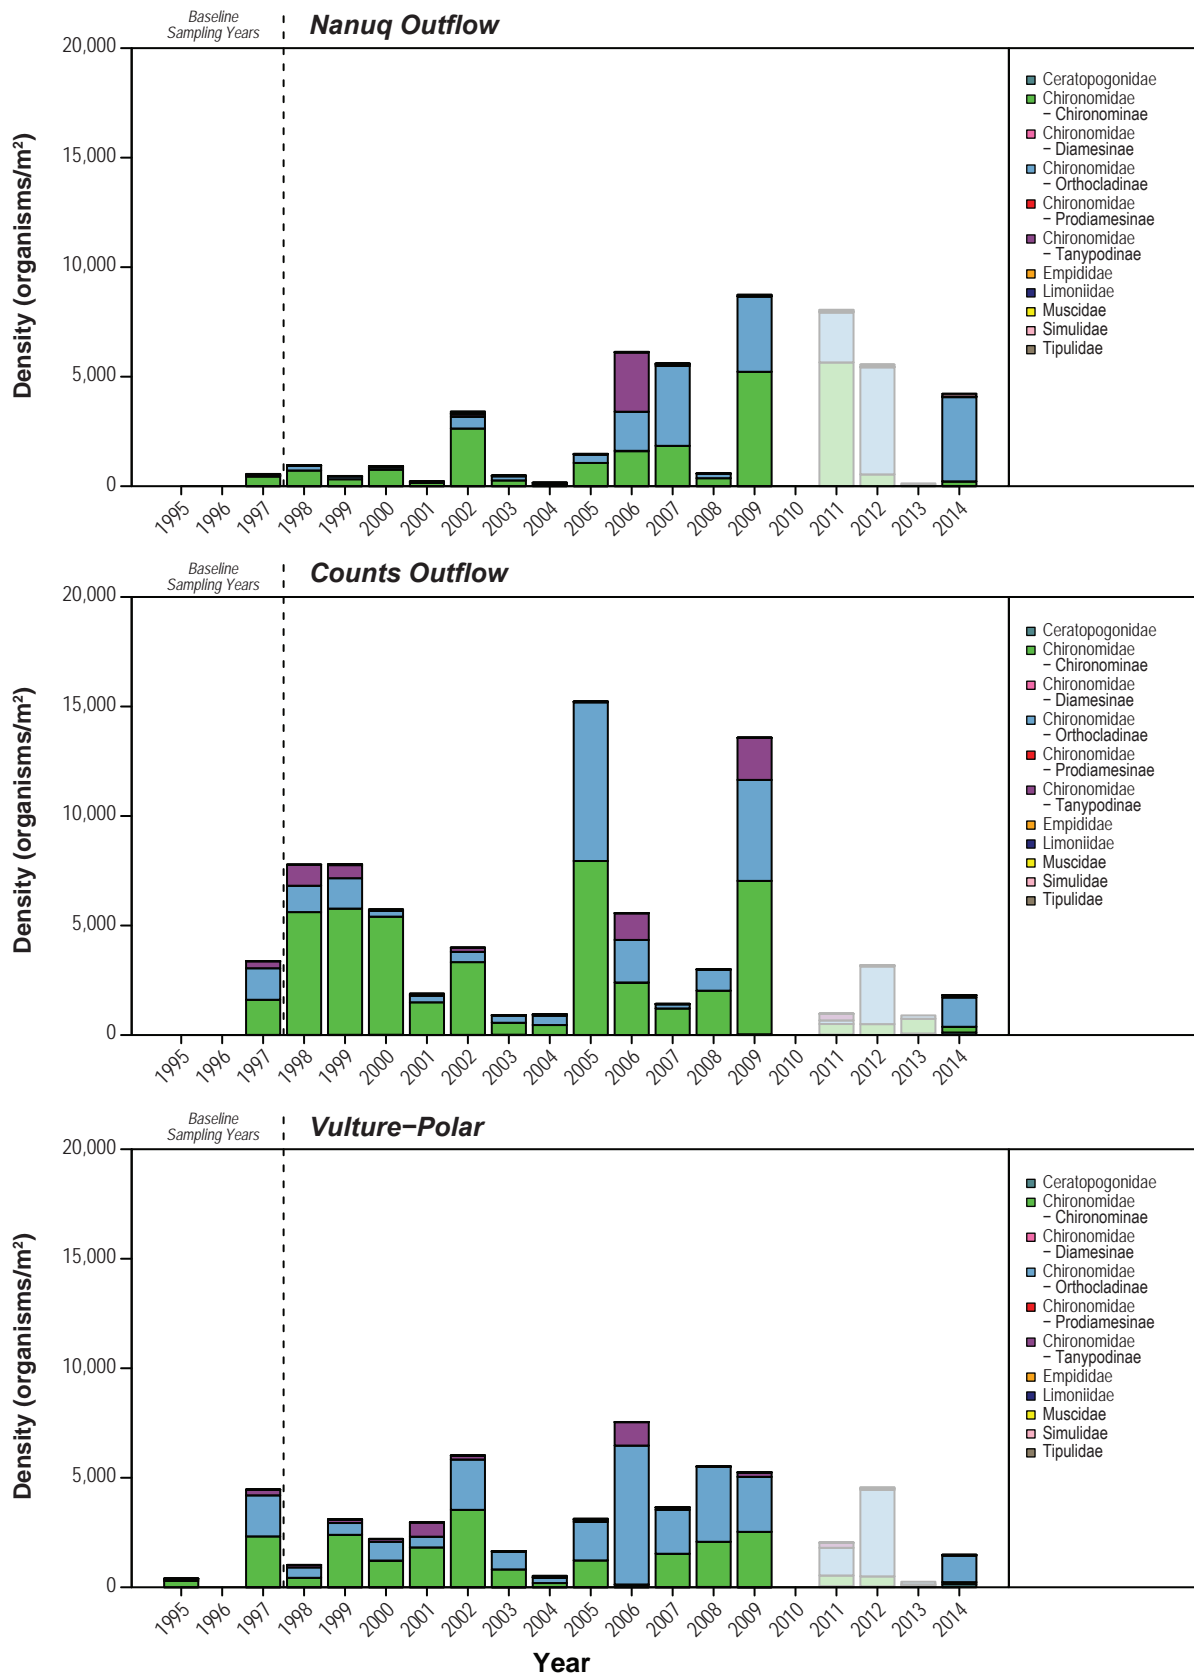 Baseline
Sampling Years
Nanuq Outflow
Density (organisms/m²)
20,000
15,000
10,000
5,000
0
1995 1996 1997 1998 1999 2000 2001 2002 2003 2004 2005 2006 2007 2008 2009 2010 2011 2012 2013 2014
Ceratopogonidae
Chironomidae
– Chironominae
Chironomidae
– Diamesinae
Chironomidae
– Orthocladinae
Chironomidae
– Prodiamesinae
Chironomidae
– Tanypodinae
Empididae
Limoniidae
Muscidae
Simulidae
Tipulidae
Baseline
Sampling Years
Counts Outflow
Density (organisms/m²)
20,000
15,000
10,000
5,000
0
1995 1996 1997 1998 1999 2000 2001 2002 2003 2004 2005 2006 2007 2008 2009 2010 2011 2012 2013 2014
Ceratopogonidae
Chironomidae
– Chironominae
Chironomidae
– Diamesinae
Chironomidae
– Orthocladinae
Chironomidae
– Prodiamesinae
Chironomidae
– Tanypodinae
Empididae
Limoniidae
Muscidae
Simulidae
Tipulidae
Baseline
Sampling Years
Vulture–Polar
Density (organisms/m²)
20,000
15,000
10,000
5,000
0
1995 1996 1997 1998 1999 2000 2001 2002 2003 2004 2005 2006 2007 2008 2009 2010 2011 2012 2013 2014
Year
Ceratopogonidae
Chironomidae
– Chironominae
Chironomidae
– Diamesinae
Chironomidae
– Orthocladinae
Chironomidae
– Prodiamesinae
Chironomidae
– Tanypodinae
Empididae
Limoniidae
Muscidae
Simulidae
Tipulidae